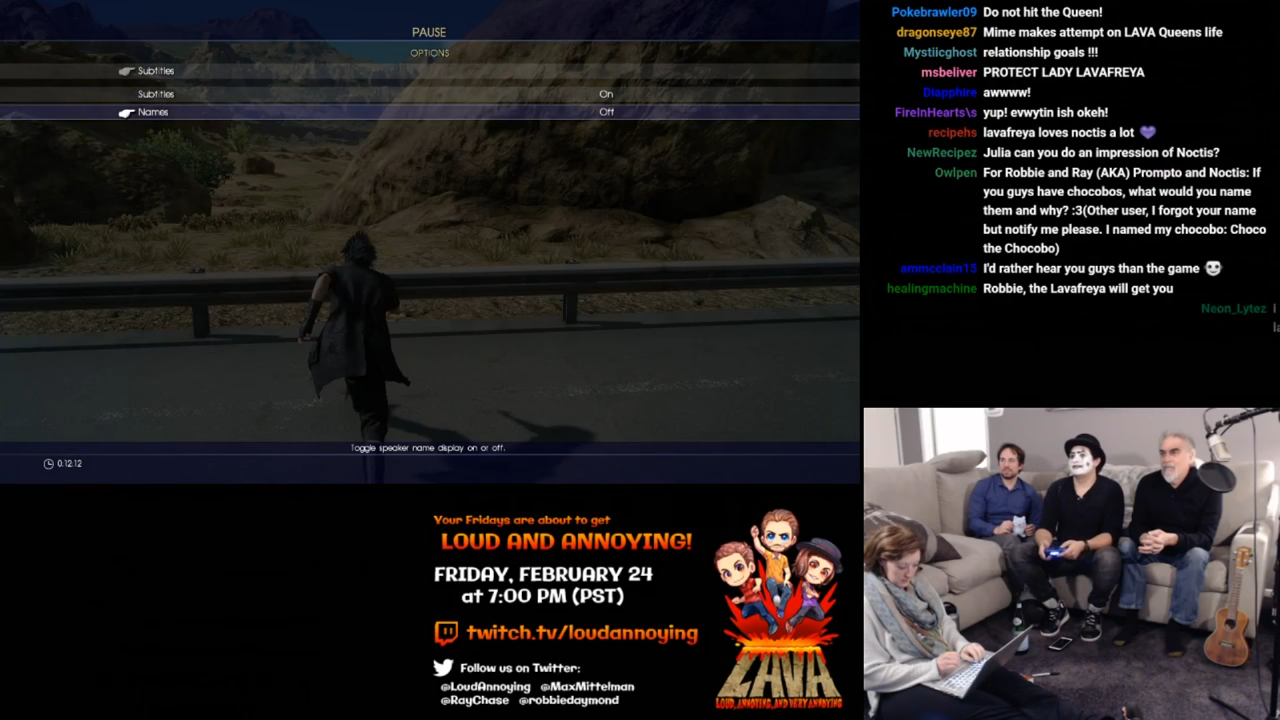 PAUSE
OPTIONS
Subtitles
Subtitles On
Names Off
Toggle speaker name display on or off.
0.12.12
Pokebrawler09 Do not hit the Queen!
dragonseye87 Mime makes attempt on LAVA Queens life
Mystiicghost relationship goals !!!
msbeliver PROTECT LADY LAVAFREYA
Diapphire awwww!
FireInHearts\s yup! evwytin ish okeh!
recipehs lavafreya loves noctis a lot
NewRecipez Julia can you do an impression of Noctis?
Owlpen For Robbie and Ray (AKA) Prompto and Noctis: If
you guys have chocobos, what would you name
them and why? :3(Other user, I forgot your name
but notify me please. I named my chocobo: Choco
the Chocobo)
ammcclain15 I'd rather hear you guys than the game
healingmachine Robbie, the Lavafreya will get you
Neon_Lytez i
Your Fridays are about to get
LOUD AND ANNOYING!
FRIDAY, FEBRUARY 24
at 7:00 PM (PST)
twitch.tv/loudannoying
Follow us on Twitter:
@LoudAnnoying @MaxMittelman
@RayChase @robbiedaymond
LAVA
LOUD, ANNOYING, AND VERY ANNOYING